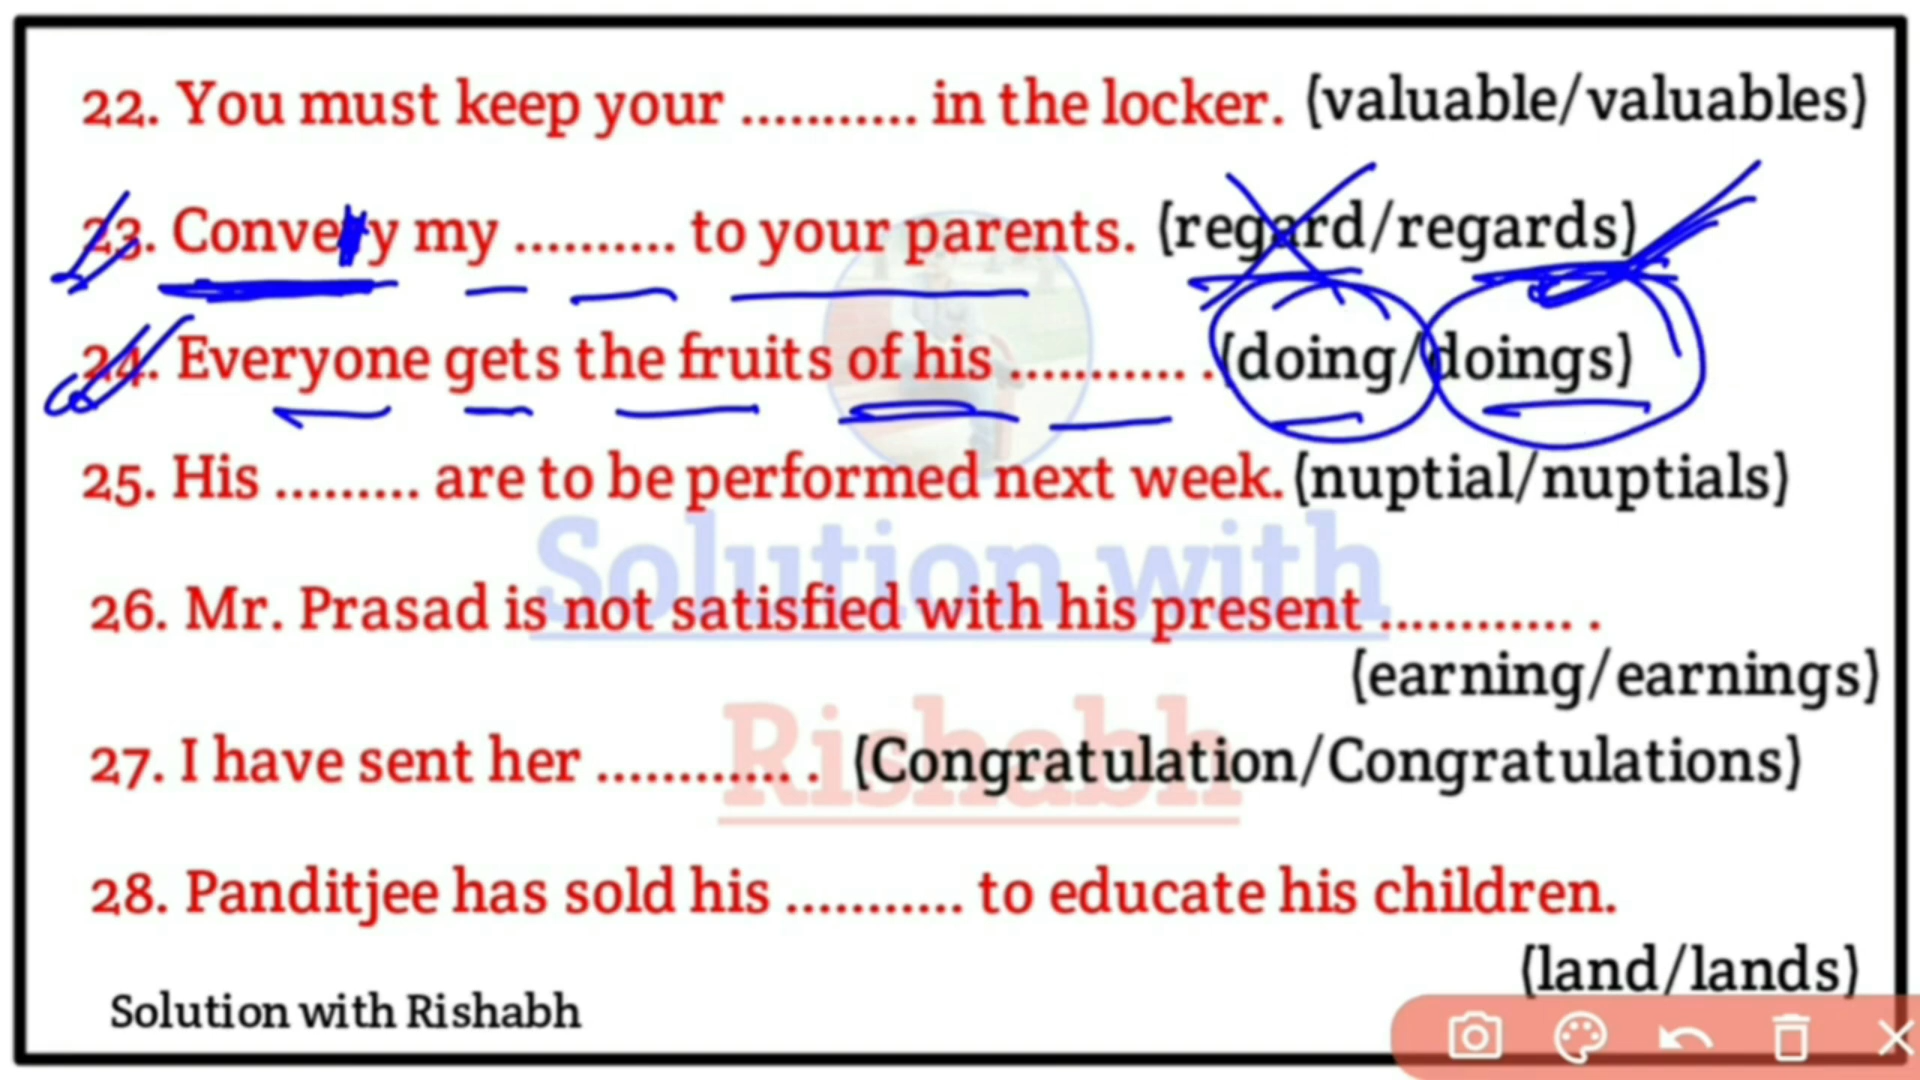 22. You must keep your ........... in the locker. (valuable/valuables)
23. Convey my .......... to your parents. (regard/regards)
24. Everyone gets the fruits of his ........... . (doing/doings)
25. His ......... are to be performed next week. (nuptial/nuptials)
Solution with
26. Mr. Prasad is not satisfied with his present ............ .
(earning/earnings)
Rishabh
27. I have sent her ............ . (Congratulation/Congratulations)
28. Panditjee has sold his ........... to educate his children.
(land/lands)
Solution with Rishabh